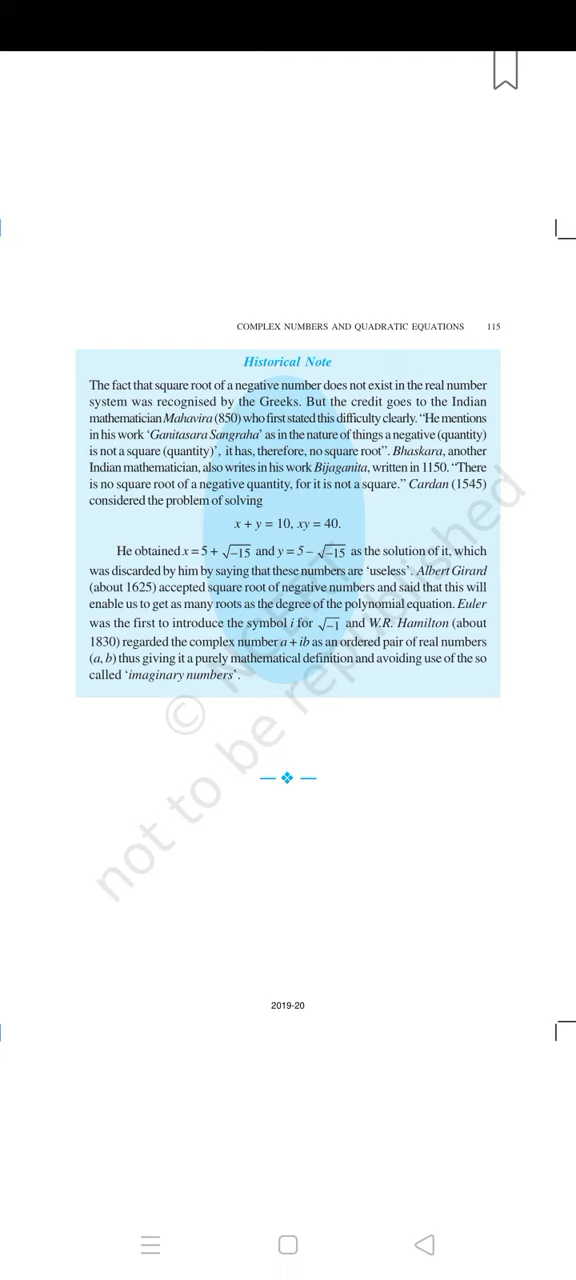 COMPLEX NUMBERS AND QUADRATIC EQUATIONS 115
Historical Note
The fact that square root of a negative number does not exist in the real number
system was recognised by the Greeks. But the credit goes to the Indian
mathematician Mahavira (850) who first stated this difficulty clearly. “He mentions
in his work ‘Ganitasara Sangraha’ as in the nature of things a negative (quantity)
is not a square (quantity)’, it has, therefore, no square root”. Bhaskara, another
Indian mathematician, also writes in his work Bijaganita, written in 1150. “There
is no square root of a negative quantity, for it is not a square.” Cardan (1545)
considered the problem of solving
x + y = 10, xy = 40.
He obtained x = 5 + √–15 and y = 5 – √–15 as the solution of it, which
was discarded by him by saying that these numbers are ‘useless’. Albert Girard
(about 1625) accepted square root of negative numbers and said that this will
enable us to get as many roots as the degree of the polynomial equation. Euler
was the first to introduce the symbol i for √–1 and W.R. Hamilton (about
1830) regarded the complex number a + ib as an ordered pair of real numbers
(a, b) thus giving it a purely mathematical definition and avoiding use of the so
called ‘imaginary numbers’.
© NCERT
not to be republished
2019-20